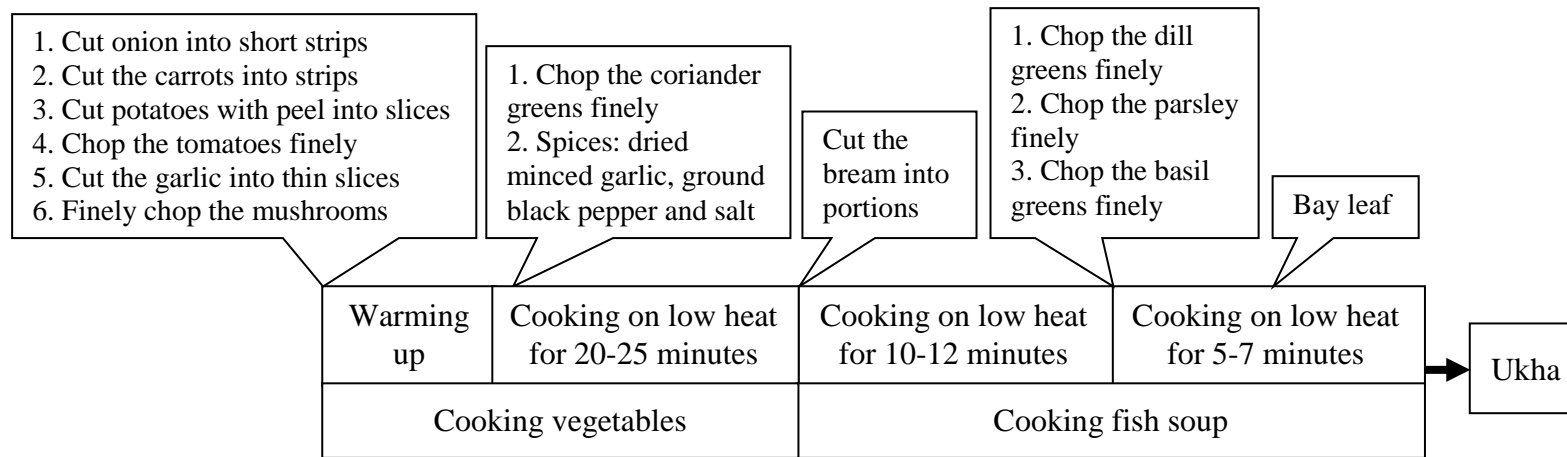 1. Cut onion into short strips
2. Cut the carrots into strips
3. Cut potatoes with peel into slices
4. Chop the tomatoes finely
5. Cut the garlic into thin slices
6. Finely chop the mushrooms
1. Chop the coriander
greens finely
2. Spices: dried
minced garlic, ground
black pepper and salt
Cut the
bream into
portions
1. Chop the dill
greens finely
2. Chop the parsley
finely
3. Chop the basil
greens finely
Bay leaf
Warming
up
Cooking on low heat
for 20-25 minutes
Cooking on low heat
for 10-12 minutes
Cooking on low heat
for 5-7 minutes
Ukha
Cooking vegetables
Cooking fish soup